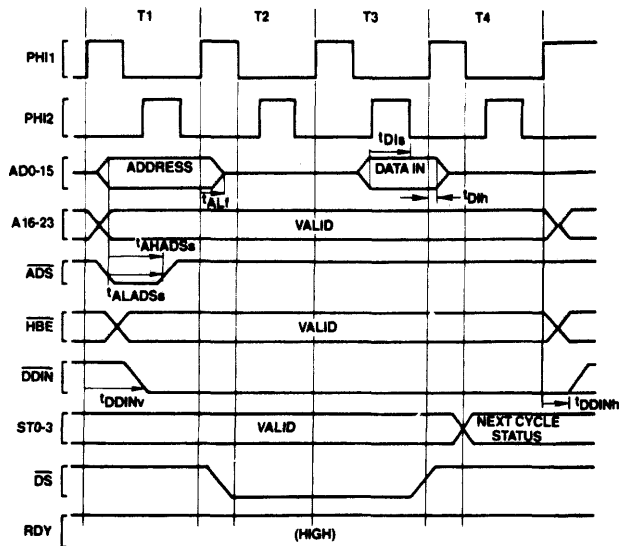 T1 T2 T3 T4
PHI1
PHI2
tDIs
AD0-15 ADDRESS DATA IN
tALf tDIh
A16-23 VALID
tAHADSs
ADS
tALADSs
HBE VALID
DDIN
tDDINv tDDINh
ST0-3 VALID NEXT CYCLE
STATUS
DS
RDY (HIGH)